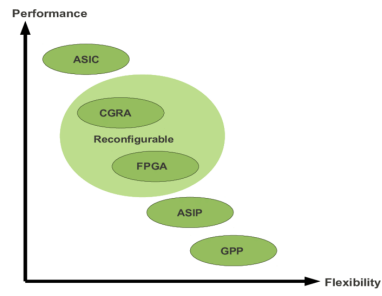 Performance
ASIC
CGRA
Reconfigurable
FPGA
ASIP
GPP
Flexibility